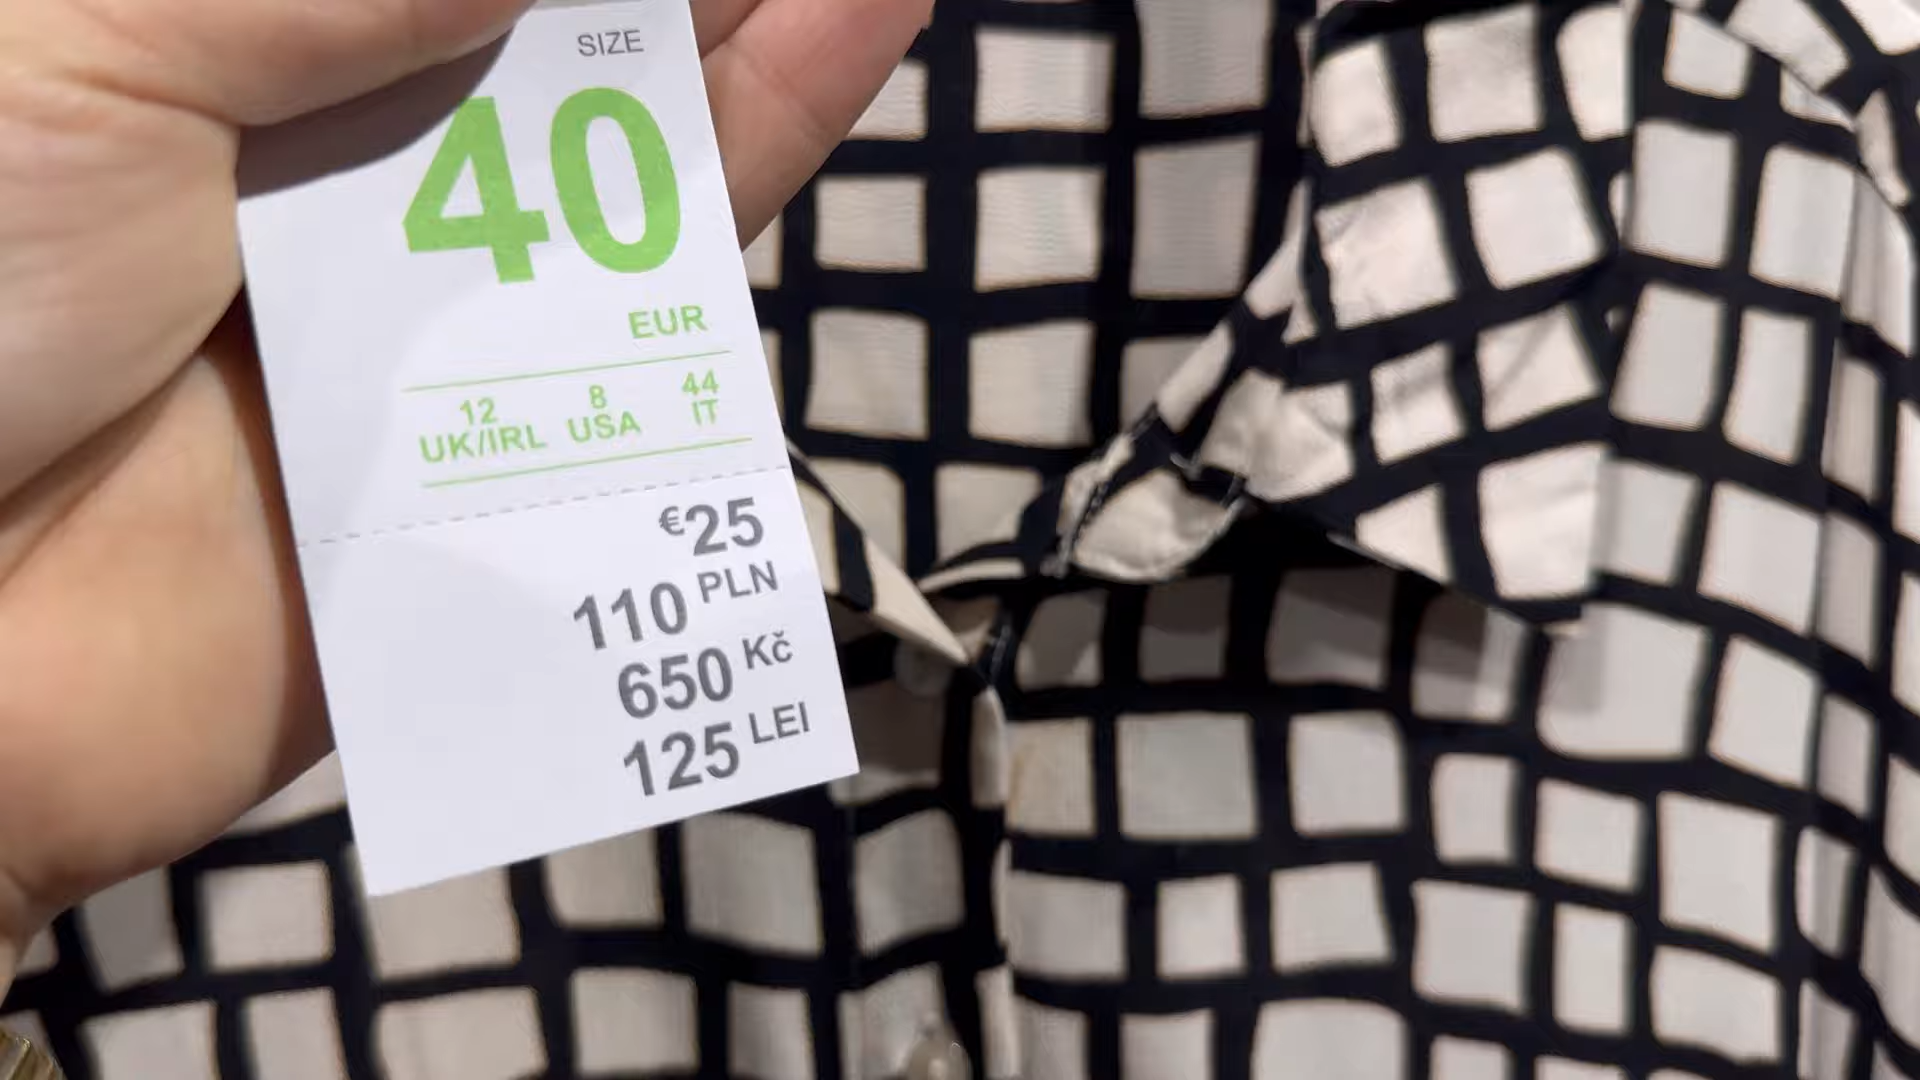 SIZE
40
EUR
12 8 44
UK/IRL USA IT
€25
110 PLN
650 Kč
125 LEI